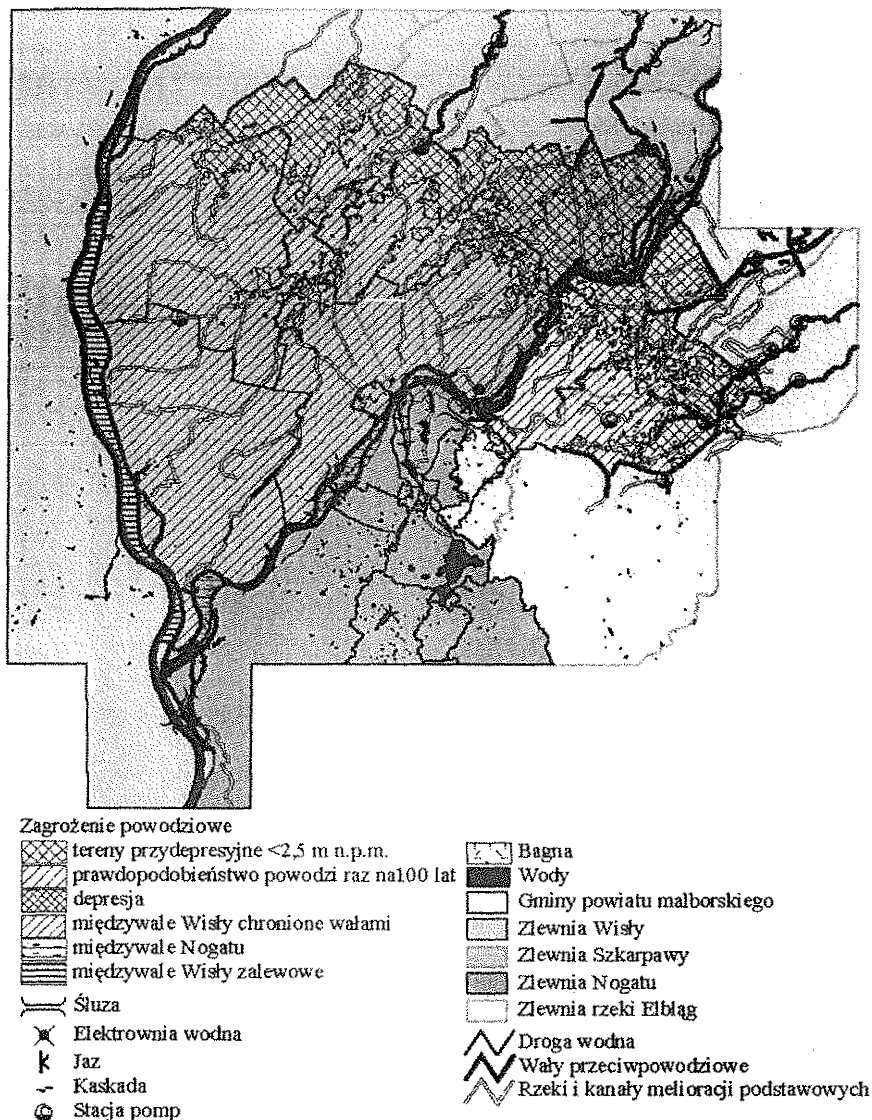 Zagrożenie powodziowe
tereny przydepresyjne <2,5 m n.p.m.
prawdopodobieństwo powodzi raz na100 lat
depresja
międzywale Wisły chronione wałami
międzywale Nogatu
międzywale Wisły zalewowe
Śluza
Elektrownia wodna
Jaz
Kaskada
Stacja pomp
Bagna
Wody
Gminy powiatu malborskiego
Zlewnia Wisły
Zlewnia Szkarpawy
Zlewnia Nogatu
Zlewnia rzeki Elbląg
Droga wodna
Wały przeciwpowodziowe
Rzeki i kanały melioracji podstawowych